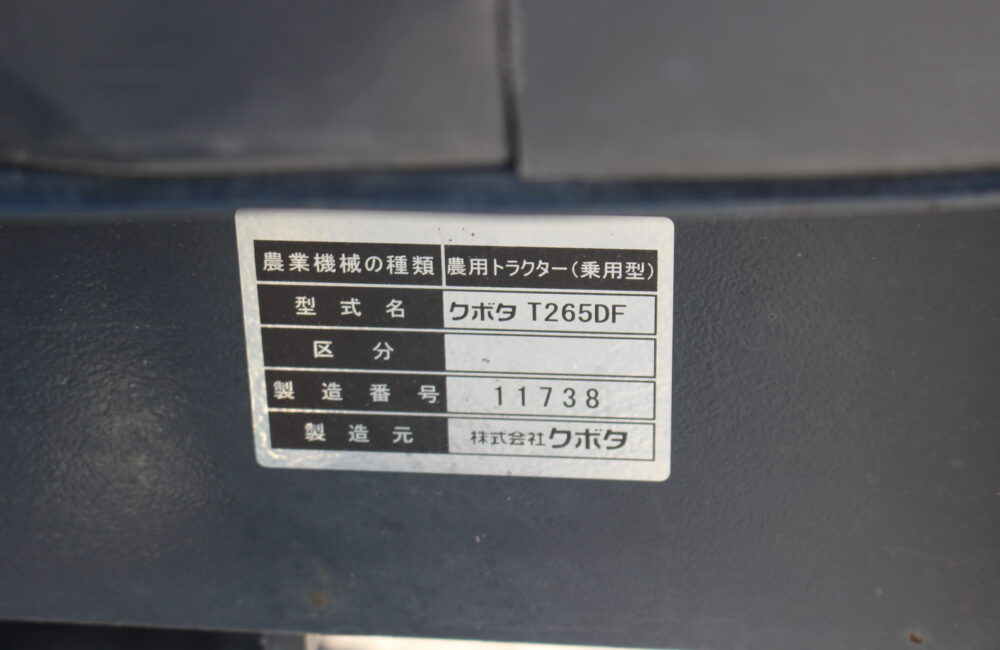 農業機械の種類 農用トラクター(乗用型)
型式名 クボタ T265DF
区分
製造番号 11738
製造元 株式会社クボタ